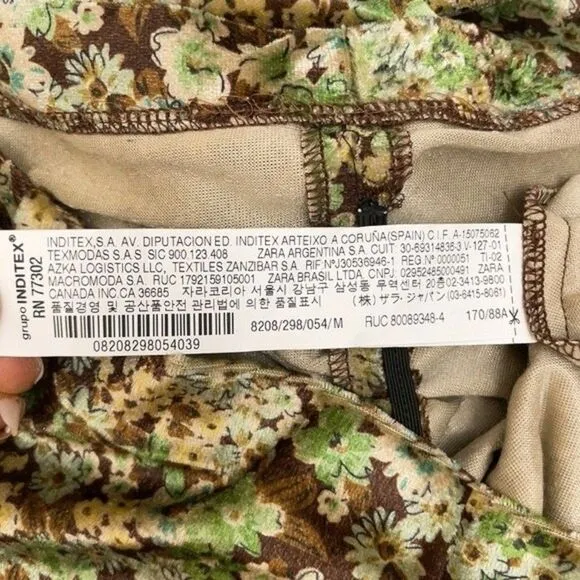 grupo INDITEX®
RN 77302
INDITEX,S.A. AV. DIPUTACION ED. INDITEX ARTEIXO A CORUÑA(SPAIN) C.I.F. A-15075062
TEXMODAS S.A.S SIC 900.123.408 ZARA ARGENTINA S.A. CUIT 30-69314836-3 V-127-01
AZKA LOGISTICS LLC, TEXTILES ZANZIBAR S.A. RIF NºJ30536946-1 REG. Nº 0000051 TI-02
MACROMODA S.A. RUC 1792159105001 ZARA BRASIL LTDA. CNPJ: 02952485000491 ZARA
CANADA INC.CA 36685 자라코리아 서울시 강남구 삼성동 무역센터 20층 02-3413-9800
품질경영 및 공산품안전 관리법에 의한 품질표시 (株) ザラ・ジャパン (03-6415-8061)
8208/298/054/M RUC 80089348-4 170/88A
08208298054039